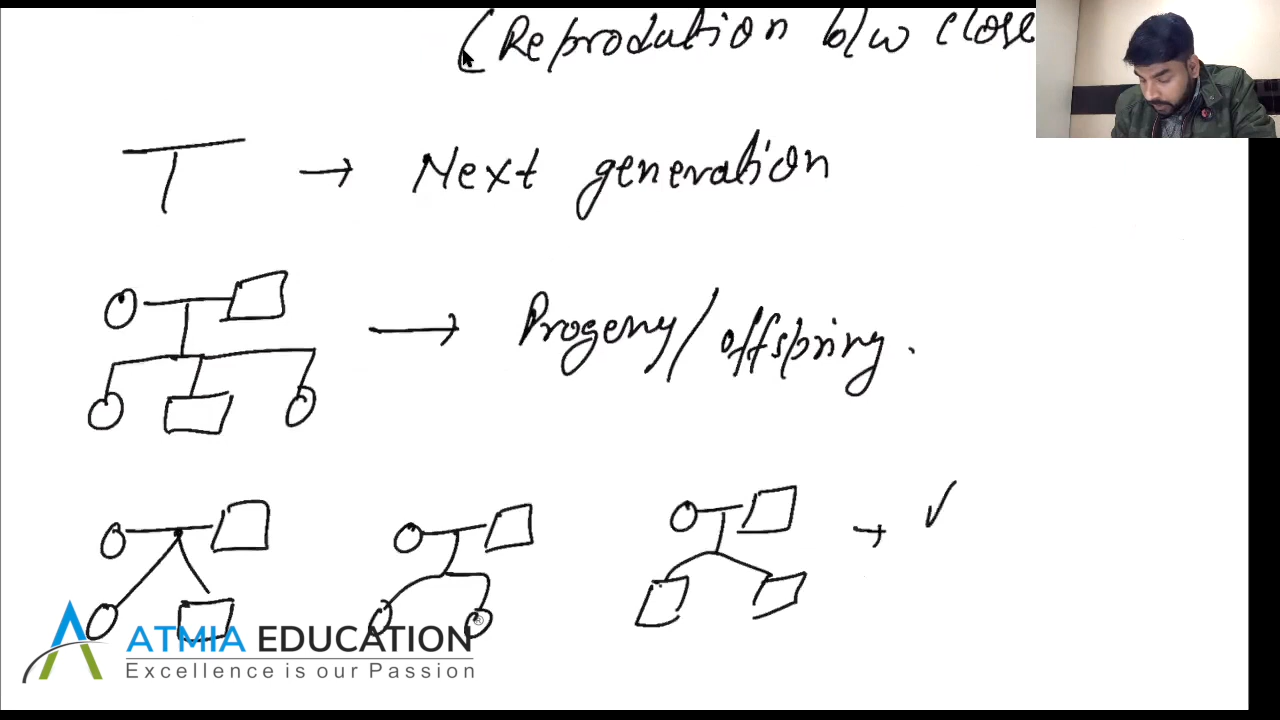 (Reprodution b/w close
→ Next generation
→ Progeny/offspring.
→ ✓
ATMIA EDUCATION
Excellence is our Passion